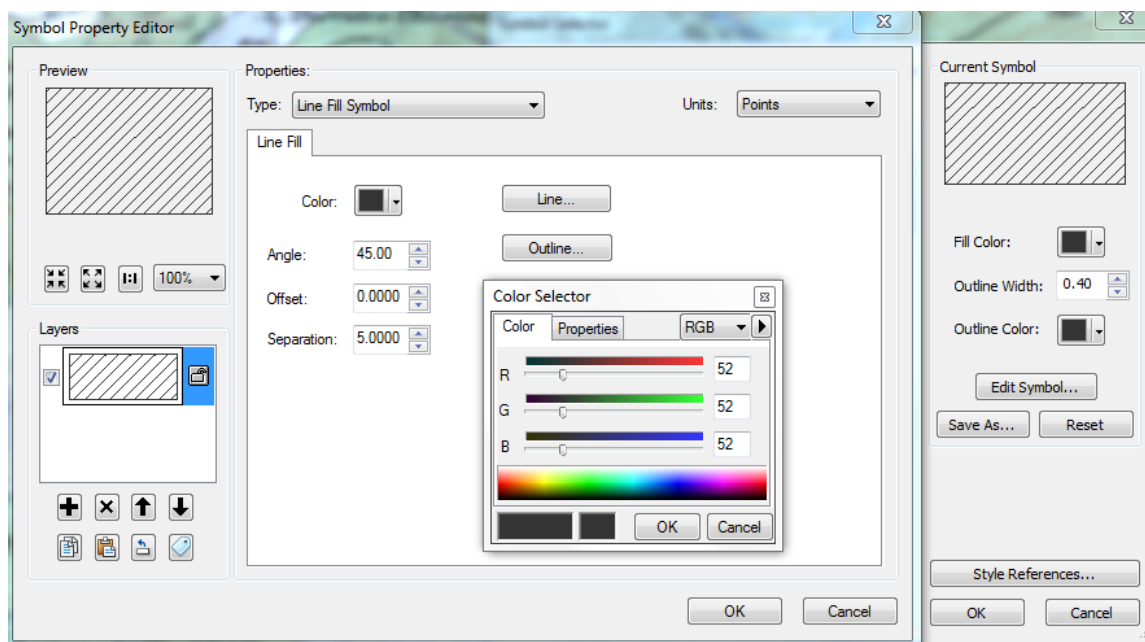 Symbol Property Editor
Preview
100%
Layers
Properties:
Type: Line Fill Symbol
Units: Points
Line Fill
Color:
Line...
Angle: 45.00
Outline...
Offset: 0.0000
Separation: 5.0000
Color Selector
Color Properties RGB
R 52
G 52
B 52
OK Cancel
OK Cancel
Current Symbol
Fill Color:
Outline Width: 0.40
Outline Color:
Edit Symbol...
Save As... Reset
Style References...
OK Cancel